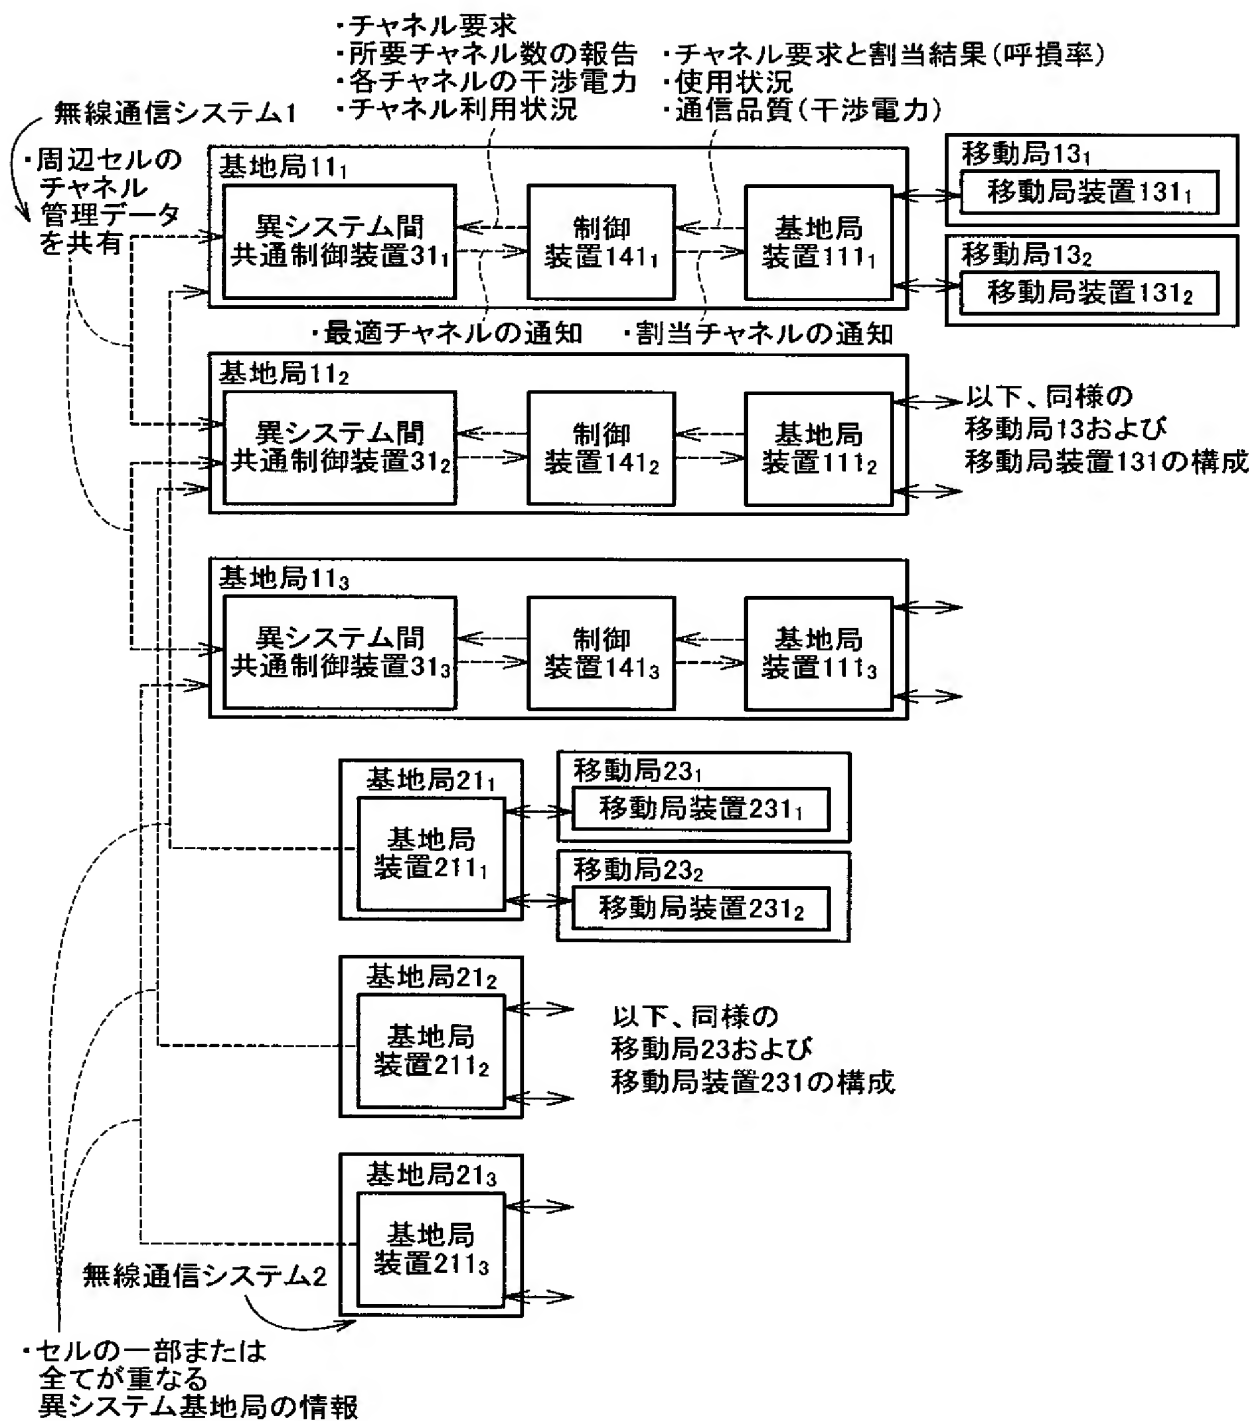 ・チャネル要求
・所要チャネル数の報告
・各チャネルの干渉電力
・チャネル利用状況
・チャネル要求と割当結果(呼損率)
・使用状況
・通信品質(干渉電力)
無線通信システム1
・周辺セルの
チャネル
管理データ
を共有
基地局11₁
異システム間
共通制御装置31₁
制御
装置141₁
基地局
装置111₁
移動局13₁
移動局装置131₁
移動局13₂
移動局装置131₂
・最適チャネルの通知
・割当チャネルの通知
基地局11₂
異システム間
共通制御装置31₂
制御
装置141₂
基地局
装置111₂
以下、同様の
移動局13および
移動局装置131の構成
基地局11₃
異システム間
共通制御装置31₃
制御
装置141₃
基地局
装置111₃
基地局21₁
基地局
装置211₁
移動局23₁
移動局装置231₁
移動局23₂
移動局装置231₂
基地局21₂
基地局
装置211₂
以下、同様の
移動局23および
移動局装置231の構成
基地局21₃
基地局
装置211₃
無線通信システム2
・セルの一部または
全てが重なる
異システム基地局の情報